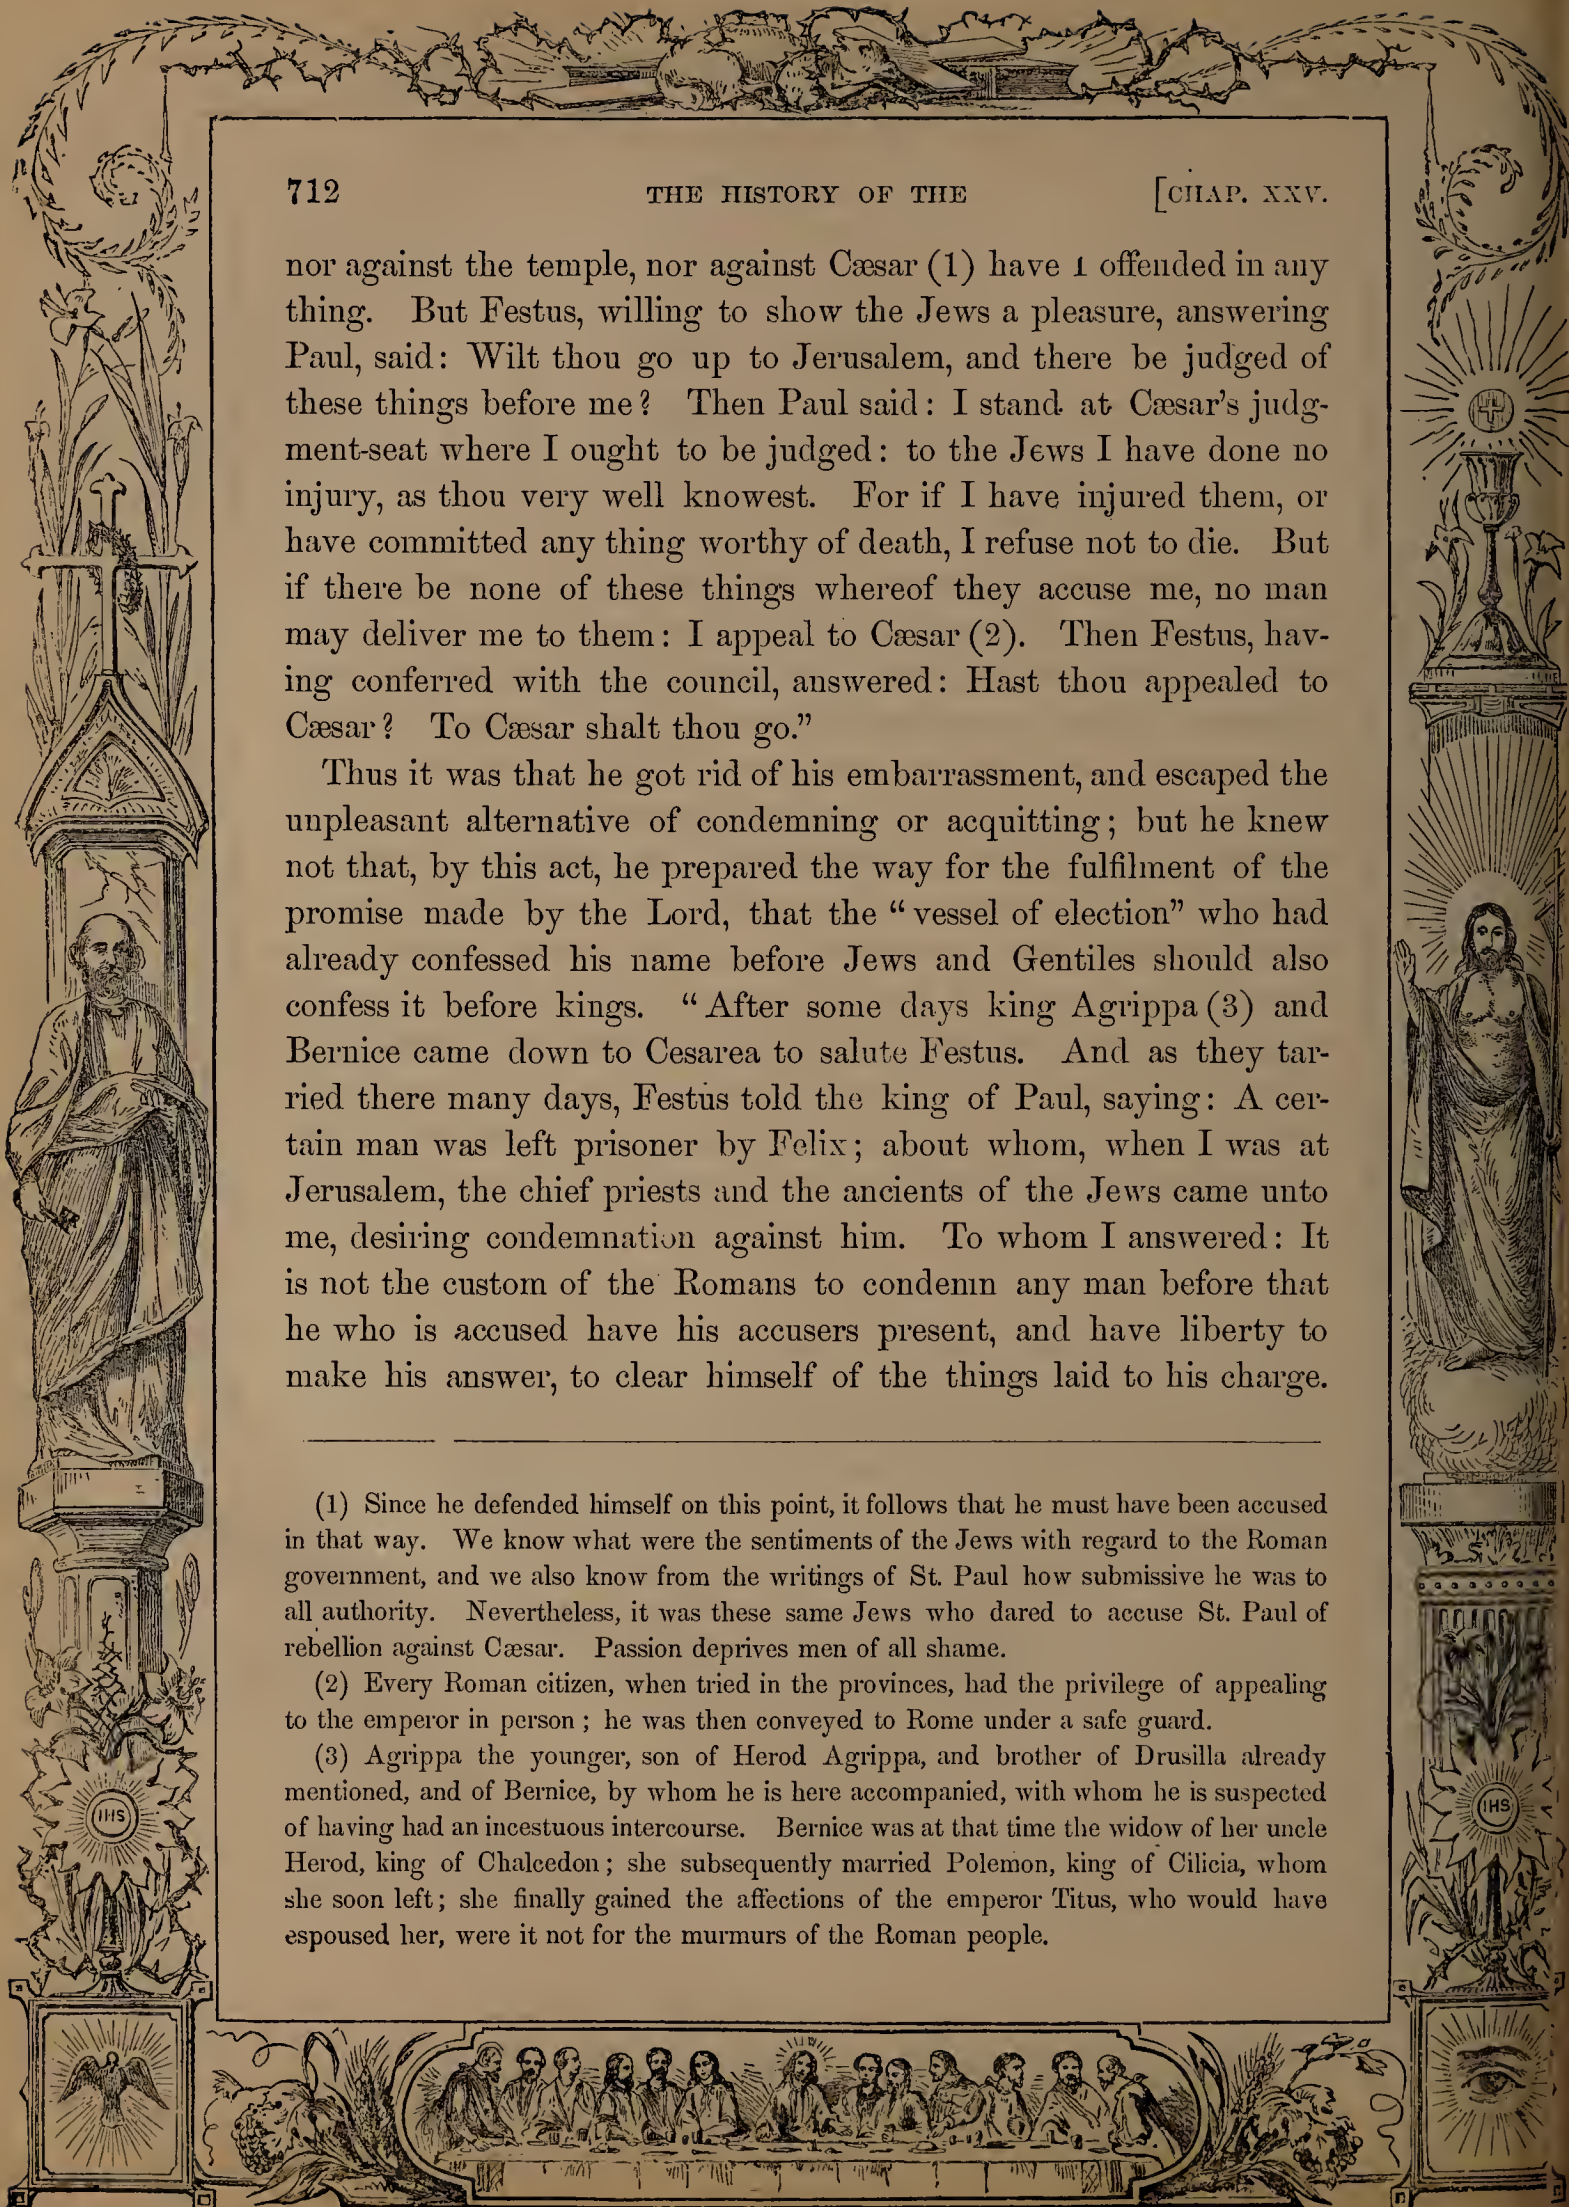 712 THE HISTORY OF THE [CHAP. XXV.
nor against the temple, nor against Cæsar (1) have I offended in any
thing. But Festus, willing to show the Jews a pleasure, answering
Paul, said: Wilt thou go up to Jerusalem, and there be judged of
these things before me? Then Paul said: I stand at Cæsar's judg-
ment-seat where I ought to be judged: to the Jews I have done no
injury, as thou very well knowest. For if I have injured them, or
have committed any thing worthy of death, I refuse not to die. But
if there be none of these things whereof they accuse me, no man
may deliver me to them: I appeal to Cæsar (2). Then Festus, hav-
ing conferred with the council, answered: Hast thou appealed to
Cæsar? To Cæsar shalt thou go.”
Thus it was that he got rid of his embarrassment, and escaped the
unpleasant alternative of condemning or acquitting; but he knew
not that, by this act, he prepared the way for the fulfilment of the
promise made by the Lord, that the “vessel of election” who had
already confessed his name before Jews and Gentiles should also
confess it before kings. “After some days king Agrippa (3) and
Bernice came down to Cesarea to salute Festus. And as they tar-
ried there many days, Festus told the king of Paul, saying: A cer-
tain man was left prisoner by Felix; about whom, when I was at
Jerusalem, the chief priests and the ancients of the Jews came unto
me, desiring condemnation against him. To whom I answered: It
is not the custom of the Romans to condemn any man before that
he who is accused have his accusers present, and have liberty to
make his answer, to clear himself of the things laid to his charge.
(1) Since he defended himself on this point, it follows that he must have been accused
in that way. We know what were the sentiments of the Jews with regard to the Roman
government, and we also know from the writings of St. Paul how submissive he was to
all authority. Nevertheless, it was these same Jews who dared to accuse St. Paul of
rebellion against Cæsar. Passion deprives men of all shame.
(2) Every Roman citizen, when tried in the provinces, had the privilege of appealing
to the emperor in person; he was then conveyed to Rome under a safe guard.
(3) Agrippa the younger, son of Herod Agrippa, and brother of Drusilla already
mentioned, and of Bernice, by whom he is here accompanied, with whom he is suspected
of having had an incestuous intercourse. Bernice was at that time the widow of her uncle
Herod, king of Chalcedon; she subsequently married Polemon, king of Cilicia, whom
she soon left; she finally gained the affections of the emperor Titus, who would have
espoused her, were it not for the murmurs of the Roman people.
IHS
IHS